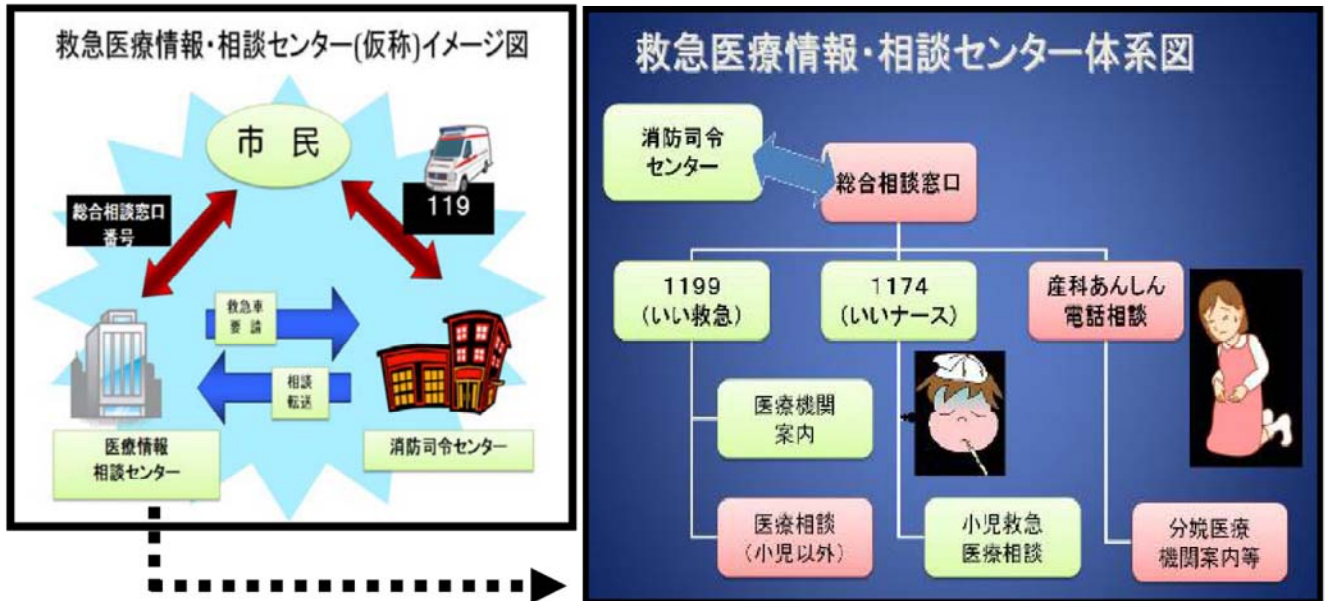 救急医療情報・相談センター(仮称)イメージ図
市 民
総合相談窓口
番号
119
救急車
要 請
相談
転送
医療情報
相談センター
消防司令センター
救急医療情報・相談センター体系図
消防司令
センター
総合相談窓口
1199
(いい救急)
1174
(いいナース)
産科あんしん
電話相談
医療機関
案内
医療相談
(小児以外)
小児救急
医療相談
分娩医療
機関案内等